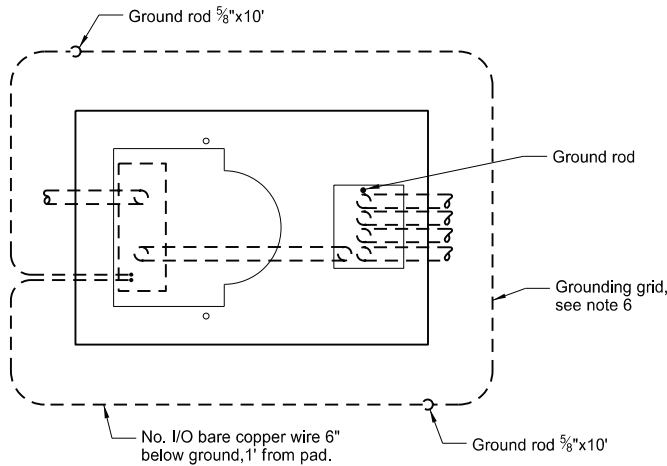 Ground rod ⅝"x10'
Ground rod
Grounding grid,
see note 6
No. I/O bare copper wire 6"
below ground,1' from pad.
Ground rod ⅝"x10'